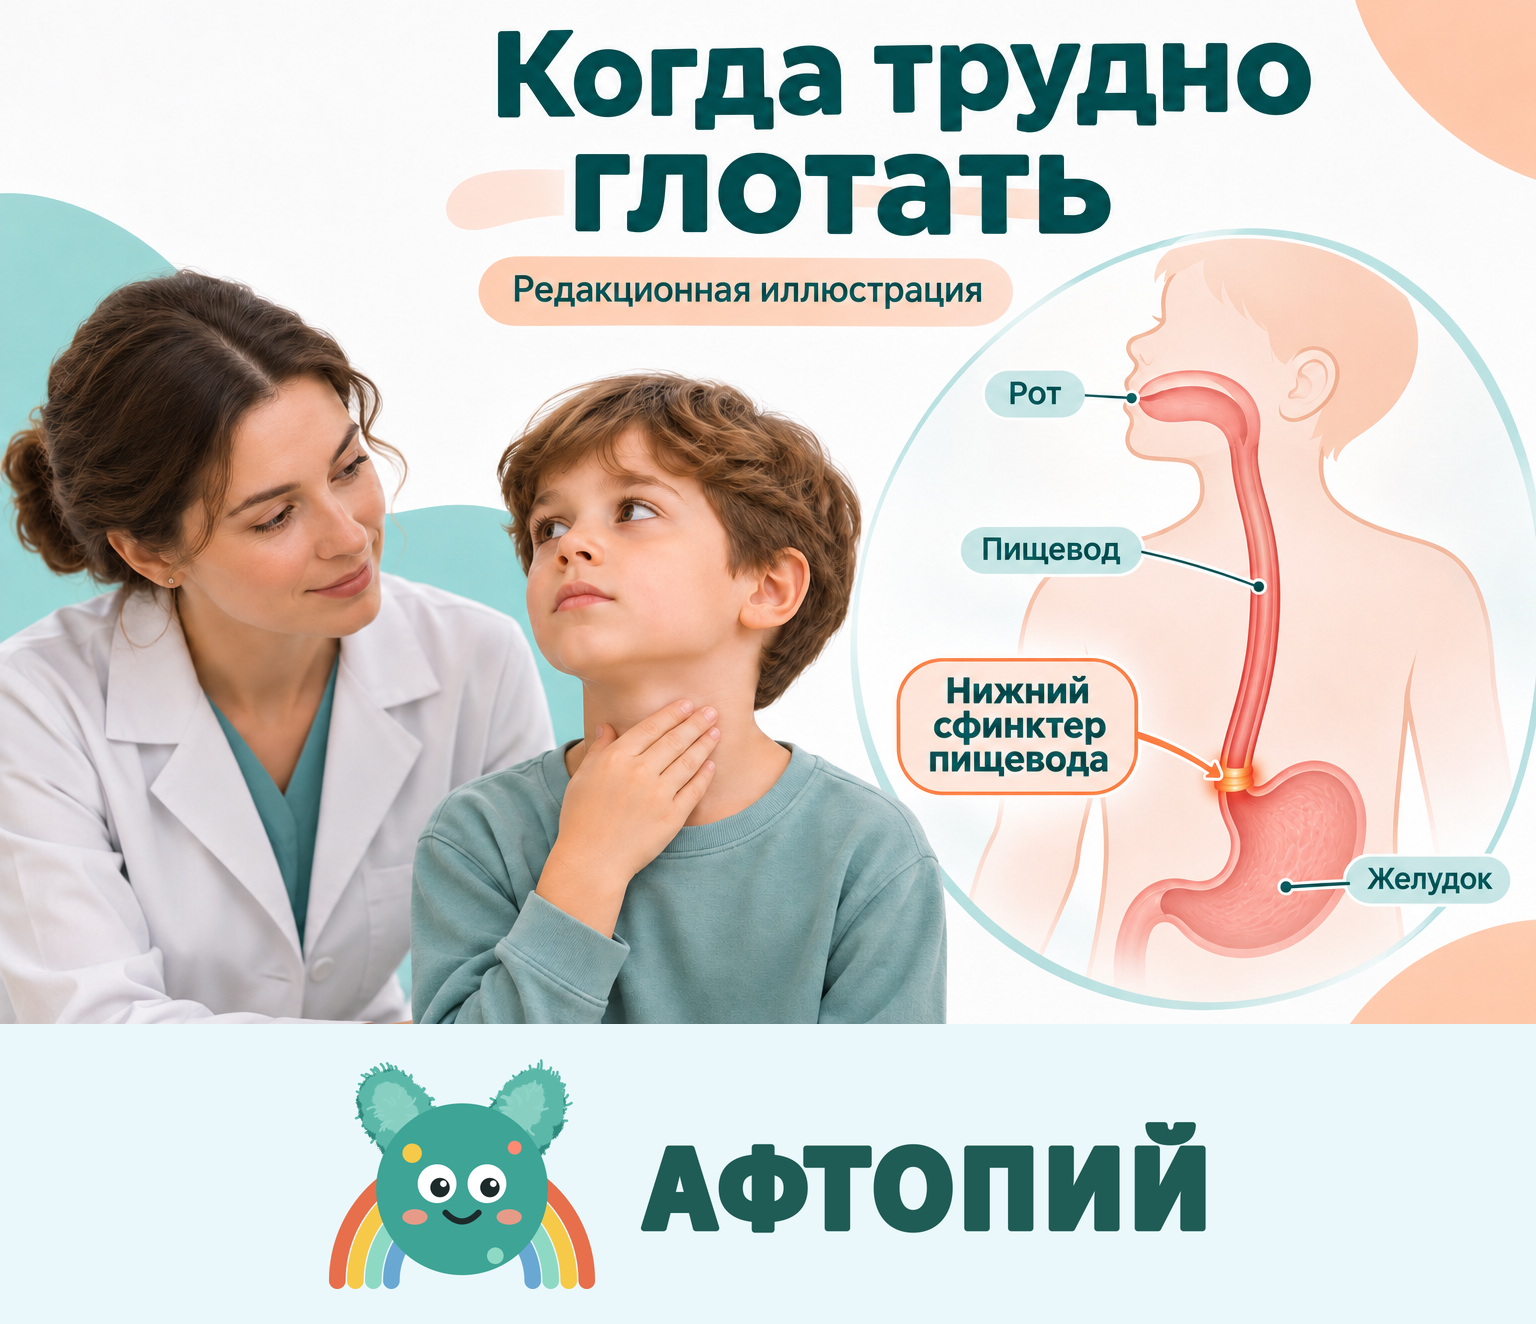 Когда трудно
глотать
Редакционная иллюстрация
Рот
Пищевод
Нижний
сфинктер
пищевода
Желудок
АФТОПИЙ